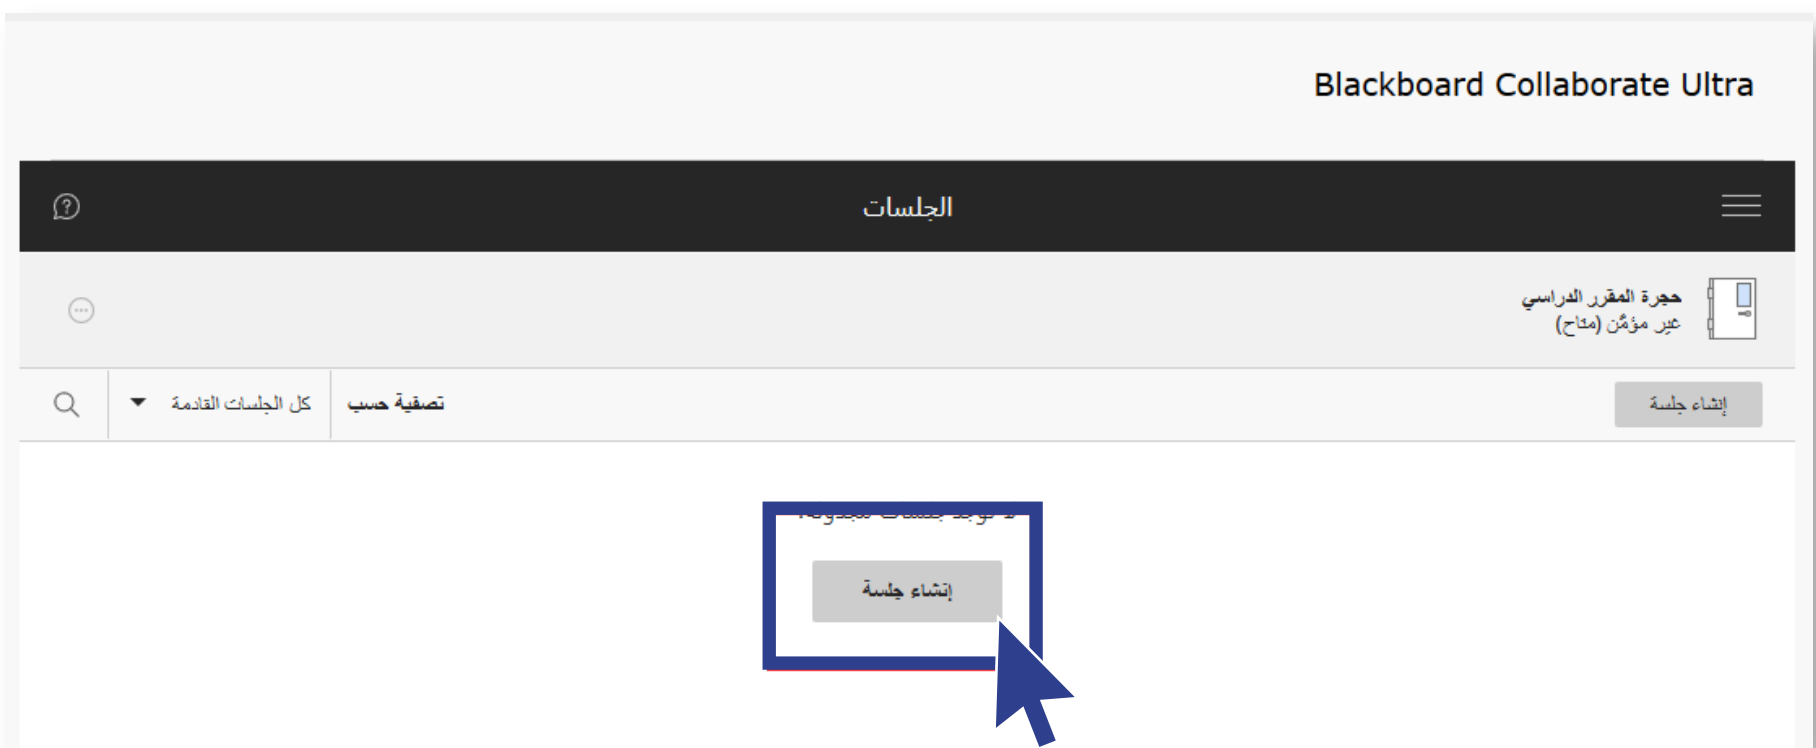 Blackboard Collaborate Ultra
الجلسات
حجرة المقرر الدراسي
غير مؤمَّن (متاح)
إنشاء جلسة
تصفية حسب
كل الجلسات القادمة
إنشاء جلسة